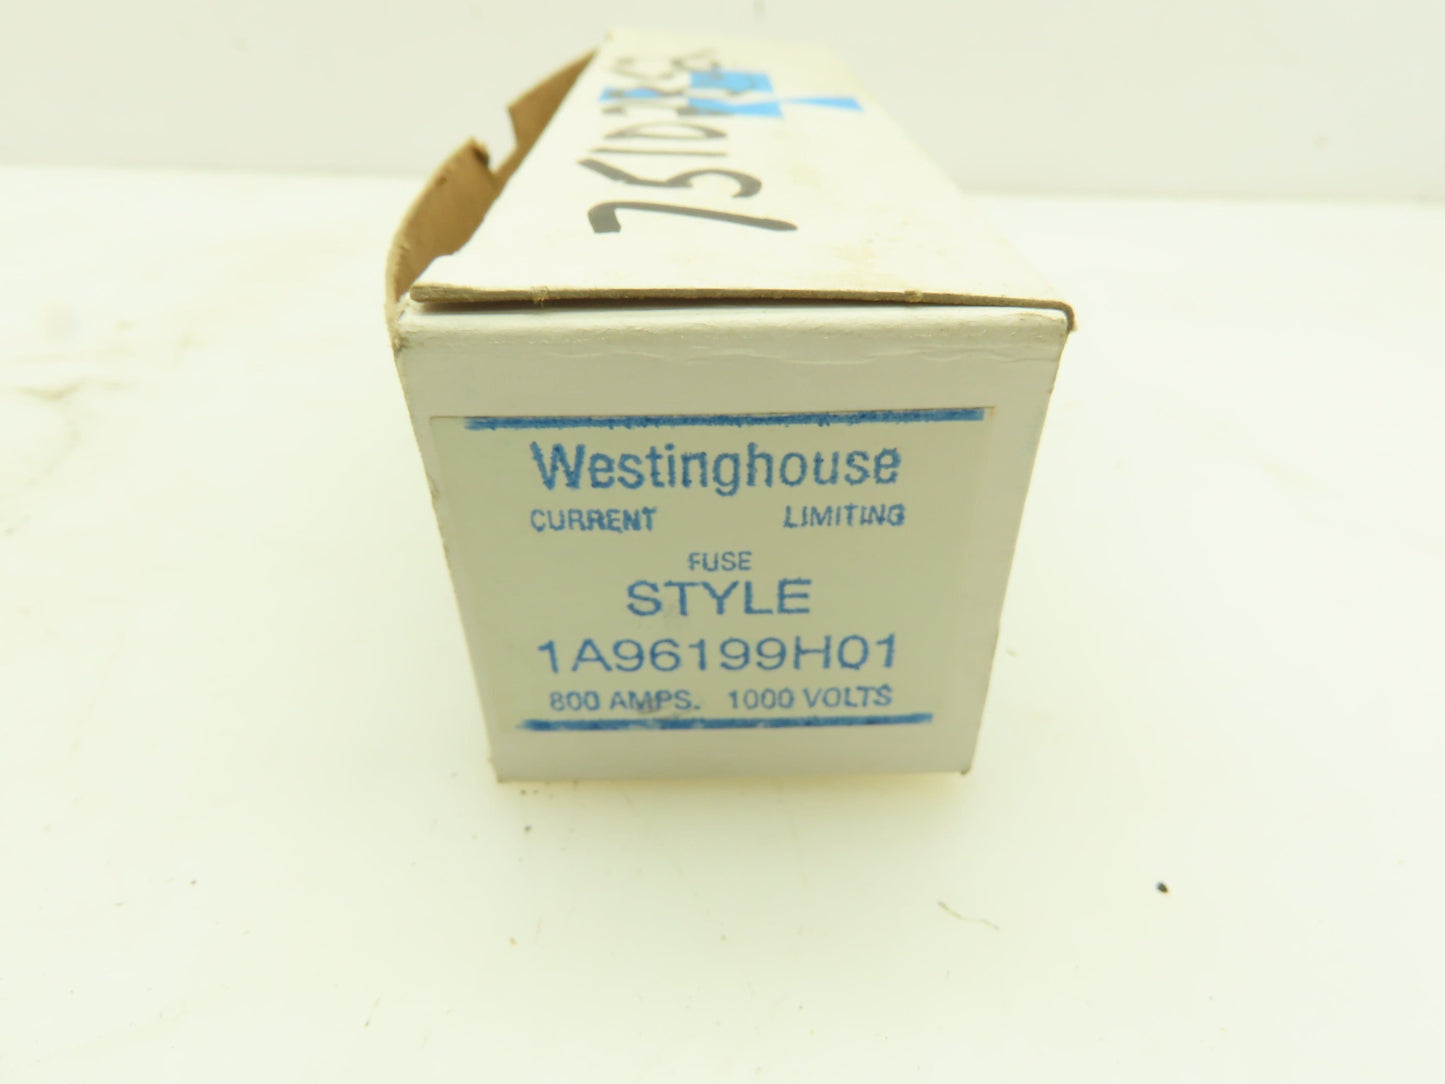 Westinghouse
CURRENT LIMITING
FUSE
STYLE
1A96199H01
800 AMPS. 1000 VOLTS